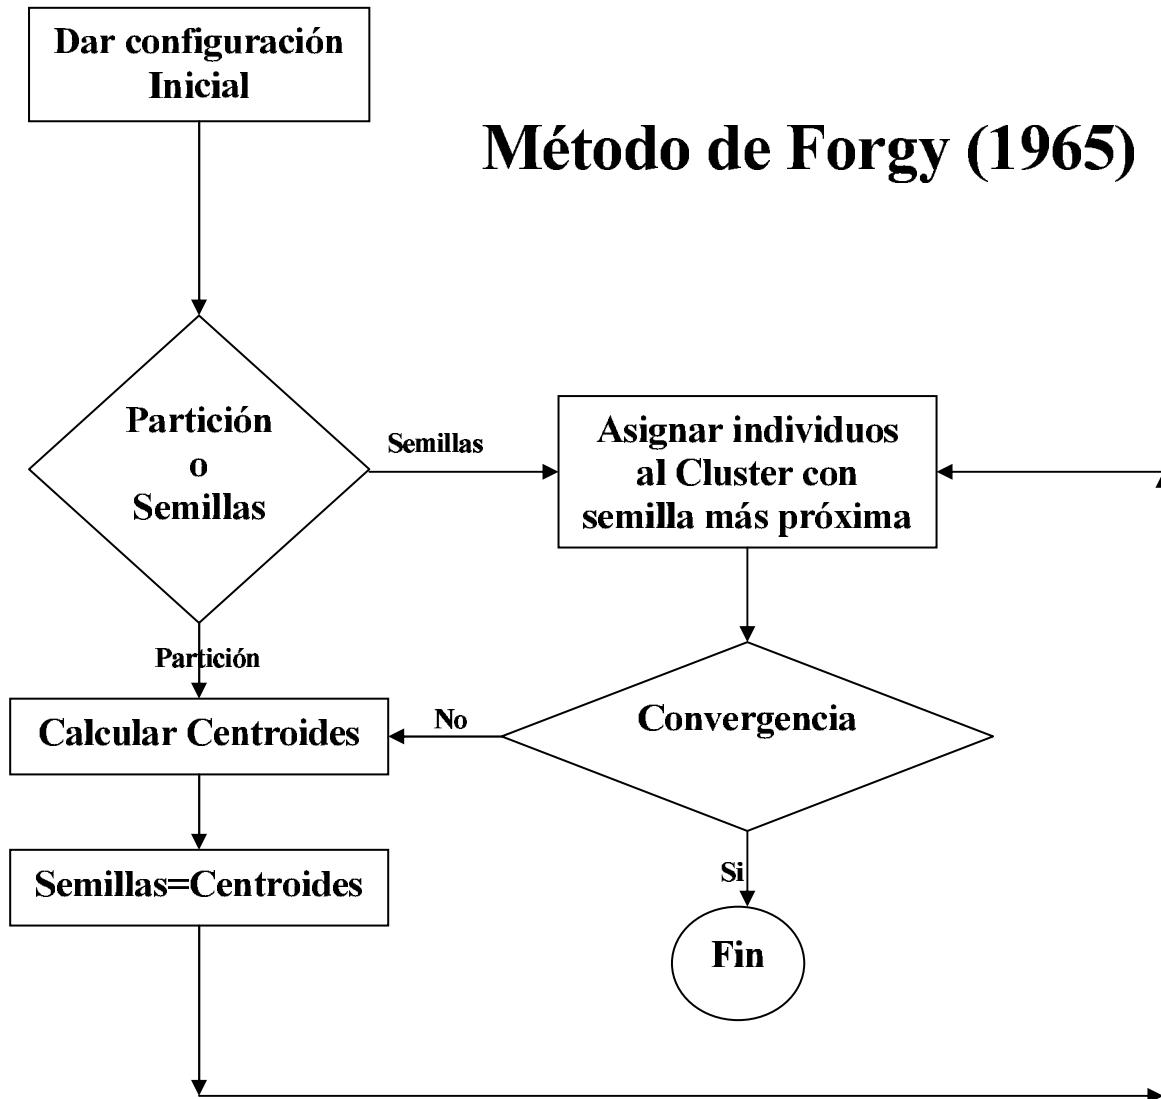 Dar configuración
Inicial
Método de Forgy (1965)
Partición
o
Semillas
Semillas
Asignar individuos
al Cluster con
semilla más próxima
Partición
Calcular Centroides
No
Convergencia
Semillas=Centroides
Si
Fin